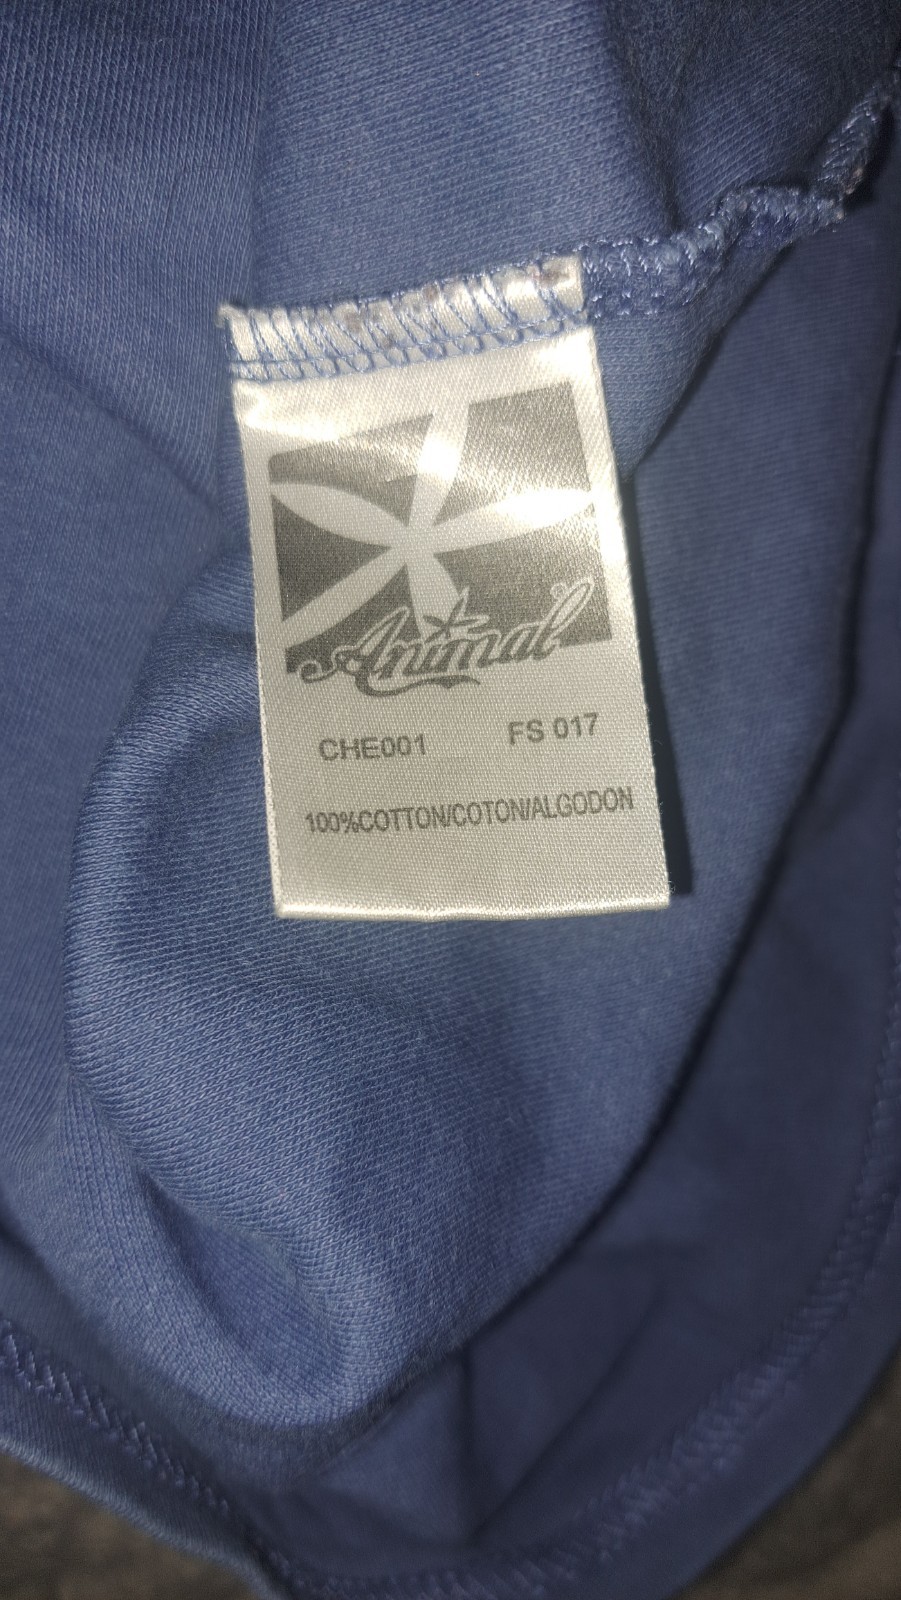 Animal
CHE001 FS 017
100%COTTON/COTON/ALGODON